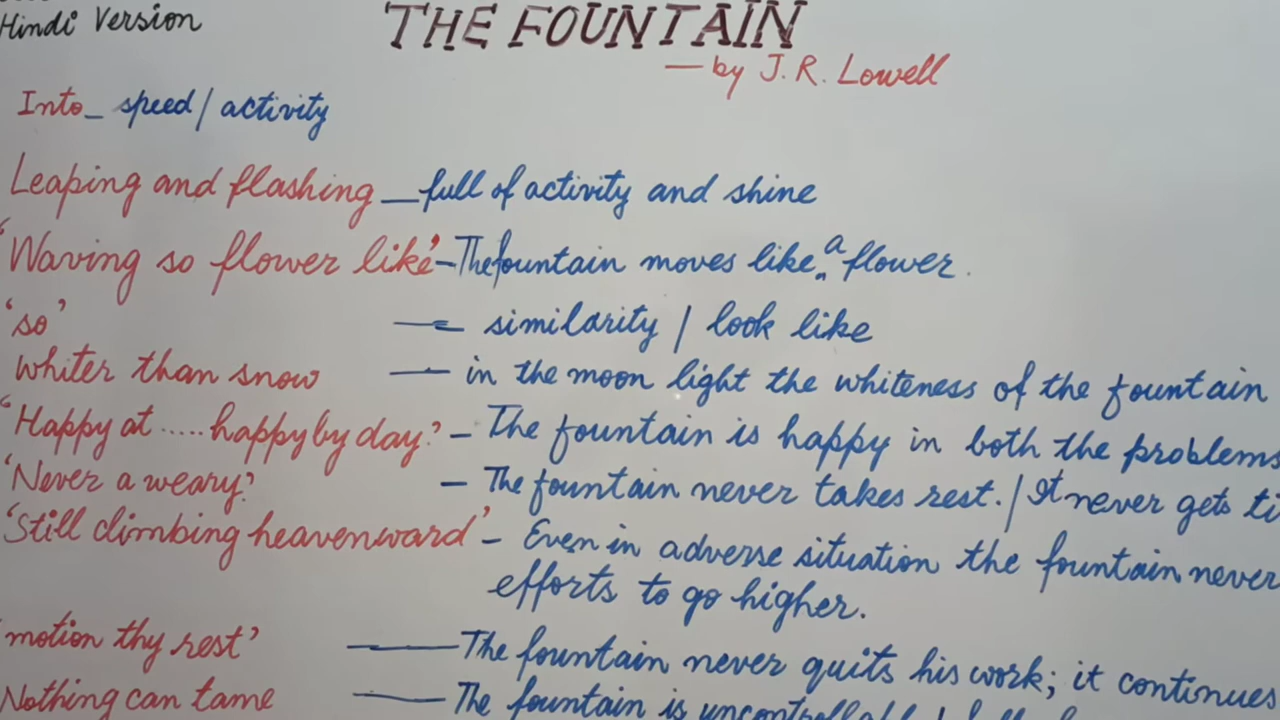 Hindi Version
THE FOUNTAIN
— by J. R. Lowell
Into_ speed / activity
Leaping and flashing — full of activity and shine
'Waving so flower like' - The fountain moves like a flower.
'so' — similarity / look like
whiter than snow — in the moon light the whiteness of the fountain
'Happy at ..... happy by day.' - The fountain is happy in both the problems
'Never a weary.' - The fountain never takes rest. / It never gets
'Still climbing heavenward' - Even in adverse situation the fountain never
efforts to go higher.
'motion thy rest' — The fountain never quits his work; it continues
Nothing can tame — The fountain is